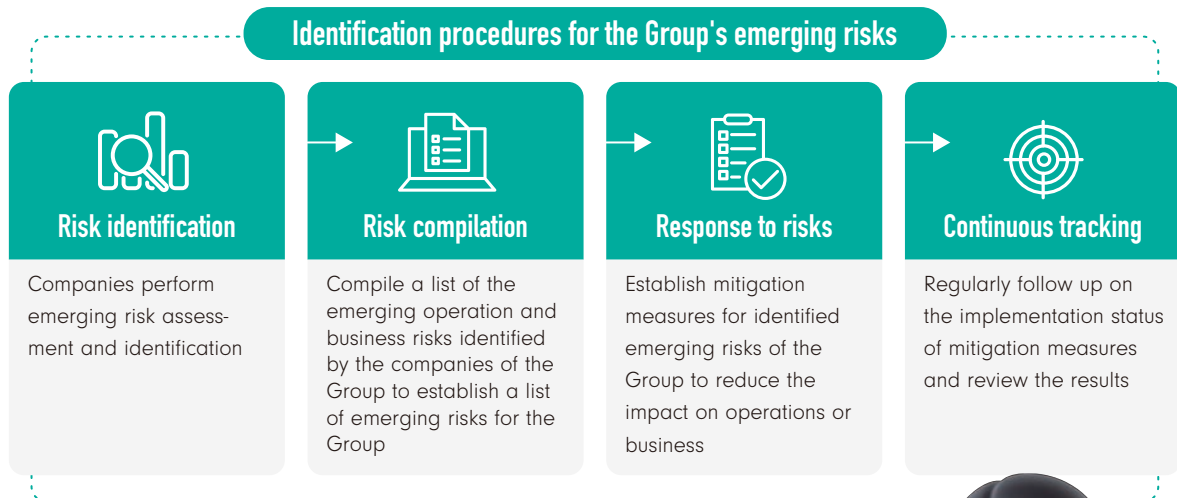 Identification procedures for the Group's emerging risks
Risk identification
Companies perform
emerging risk assess-
ment and identification
Risk compilation
Compile a list of the
emerging operation and
business risks identified
by the companies of the
Group to establish a list
of emerging risks for the
Group
Response to risks
Establish mitigation
measures for identified
emerging risks of the
Group to reduce the
impact on operations or
business
Continuous tracking
Regularly follow up on
the implementation status
of mitigation measures
and review the results